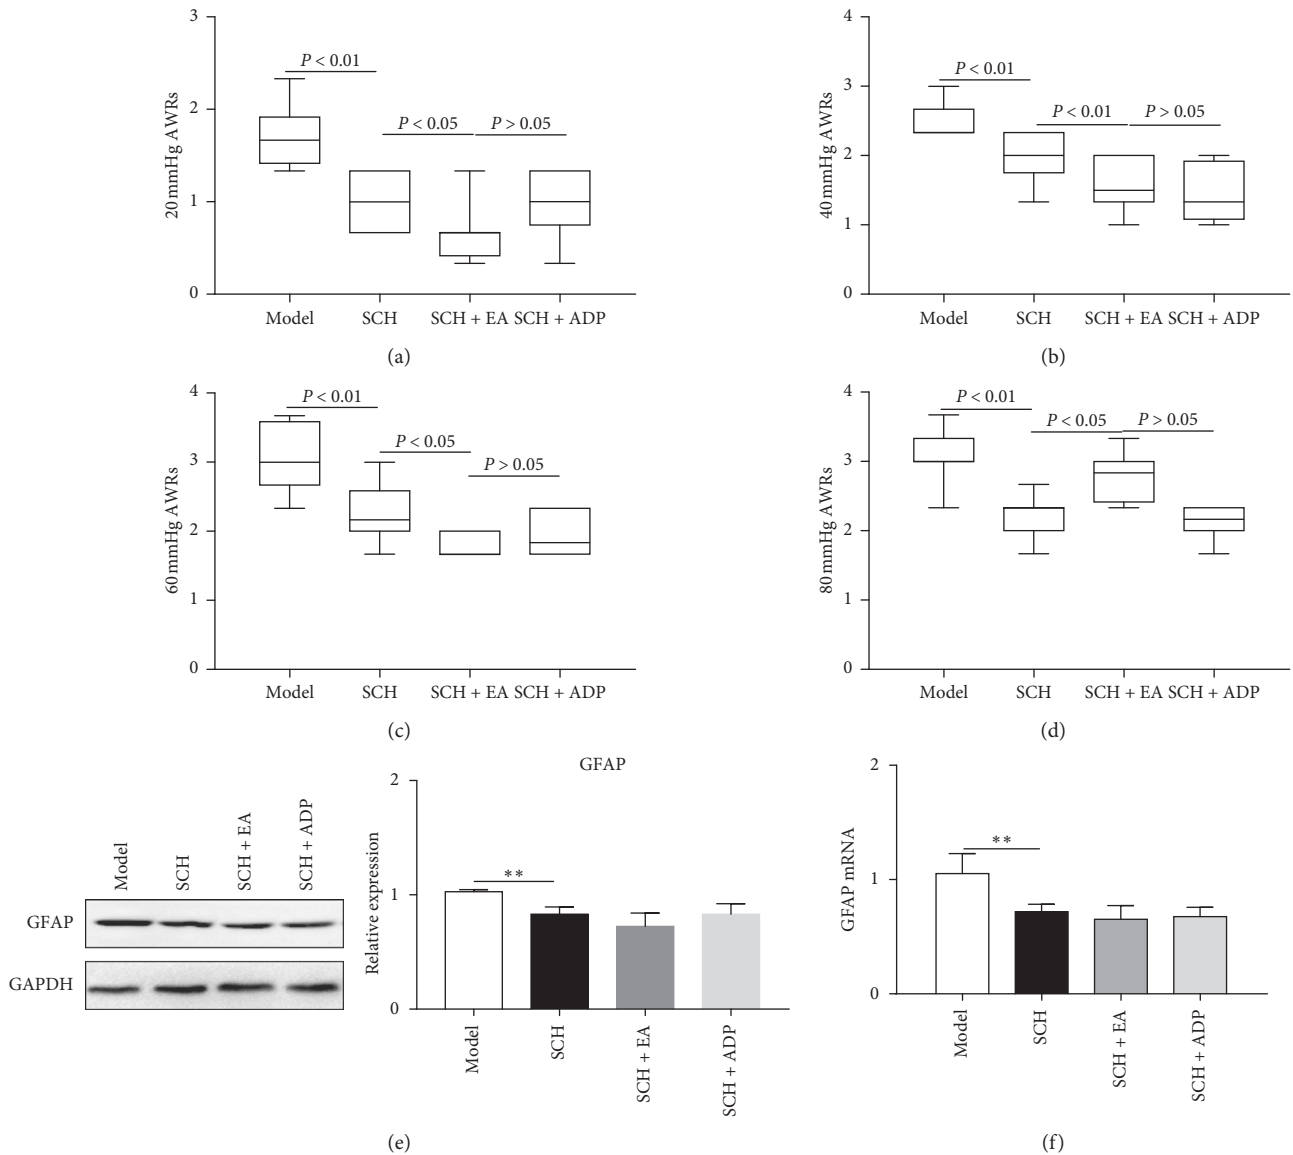 3
2
1
0
20 mmHg AWRs
P < 0.01
P < 0.05
P > 0.05
Model
SCH
SCH + EA
SCH + ADP
(a)
4
3
2
1
0
40 mmHg AWRs
P < 0.01
P < 0.01
P > 0.05
Model
SCH
SCH + EA
SCH + ADP
(b)
4
3
2
1
0
60 mmHg AWRs
P < 0.01
P < 0.05
P > 0.05
Model
SCH
SCH + EA
SCH + ADP
(c)
4
3
2
1
0
80 mmHg AWRs
P < 0.01
P < 0.05
P > 0.05
Model
SCH
SCH + EA
SCH + ADP
(d)
Model
SCH
SCH + EA
SCH + ADP
GFAP
GAPDH
GFAP
2
1
0
Relative expression
**
Model
SCH
SCH + EA
SCH + ADP
(e)
2
1
0
GFAP mRNA
**
Model
SCH
SCH + EA
SCH + ADP
(f)